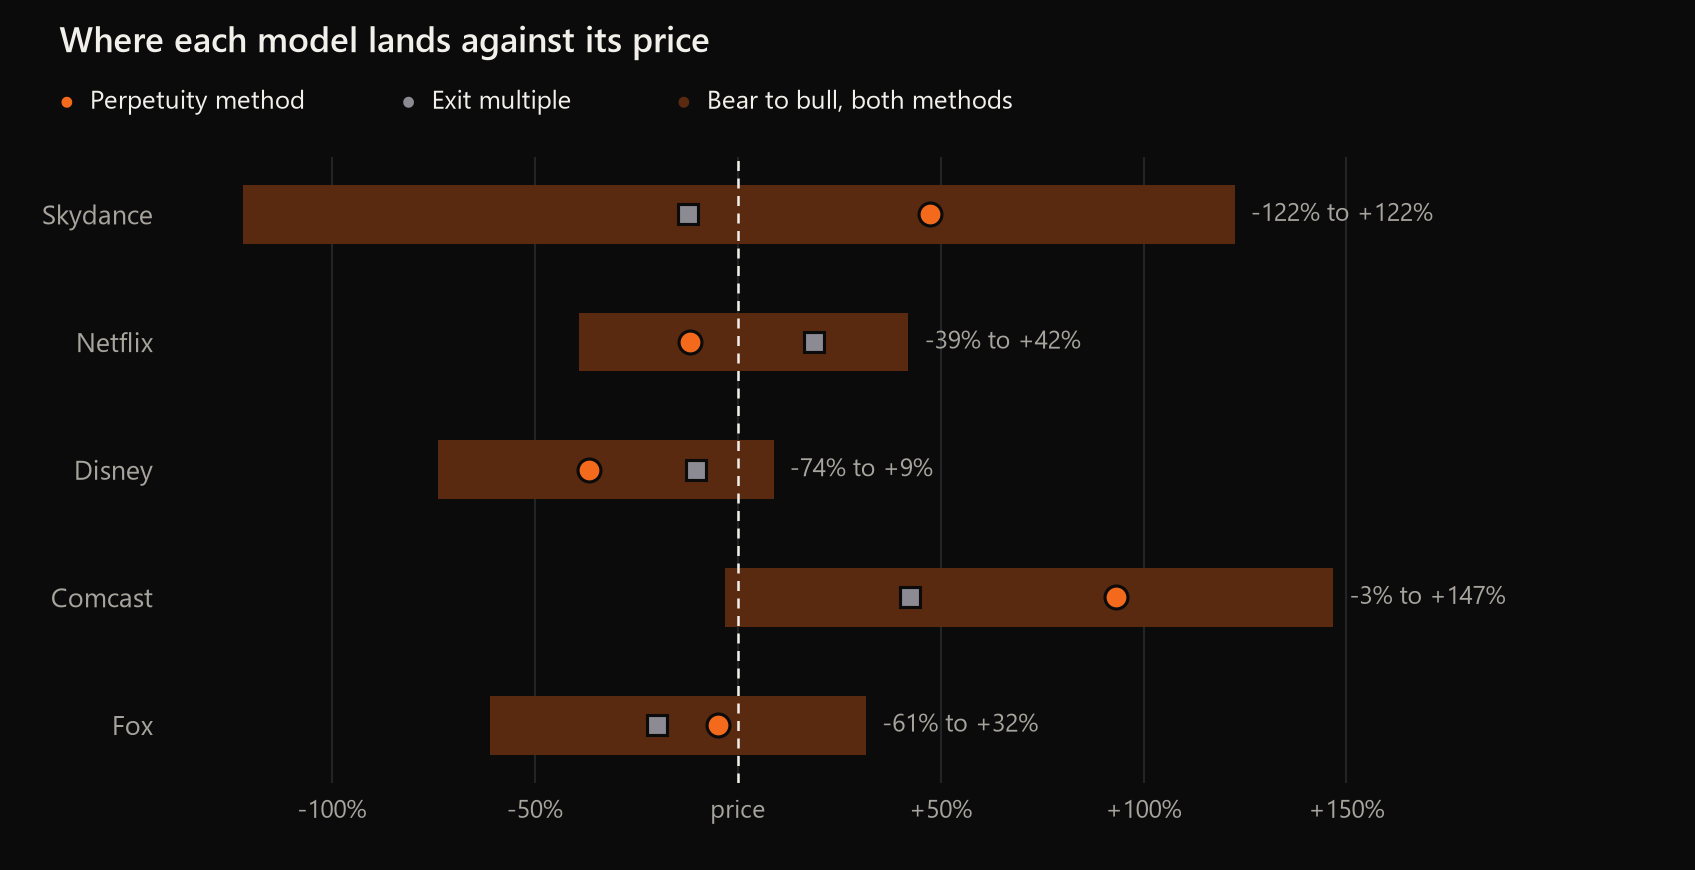 Where each model lands against its price
Perpetuity method Exit multiple Bear to bull, both methods
Skydance -122% to +122%
Netflix -39% to +42%
Disney -74% to +9%
Comcast -3% to +147%
Fox -61% to +32%
-100% -50% price +50% +100% +150%